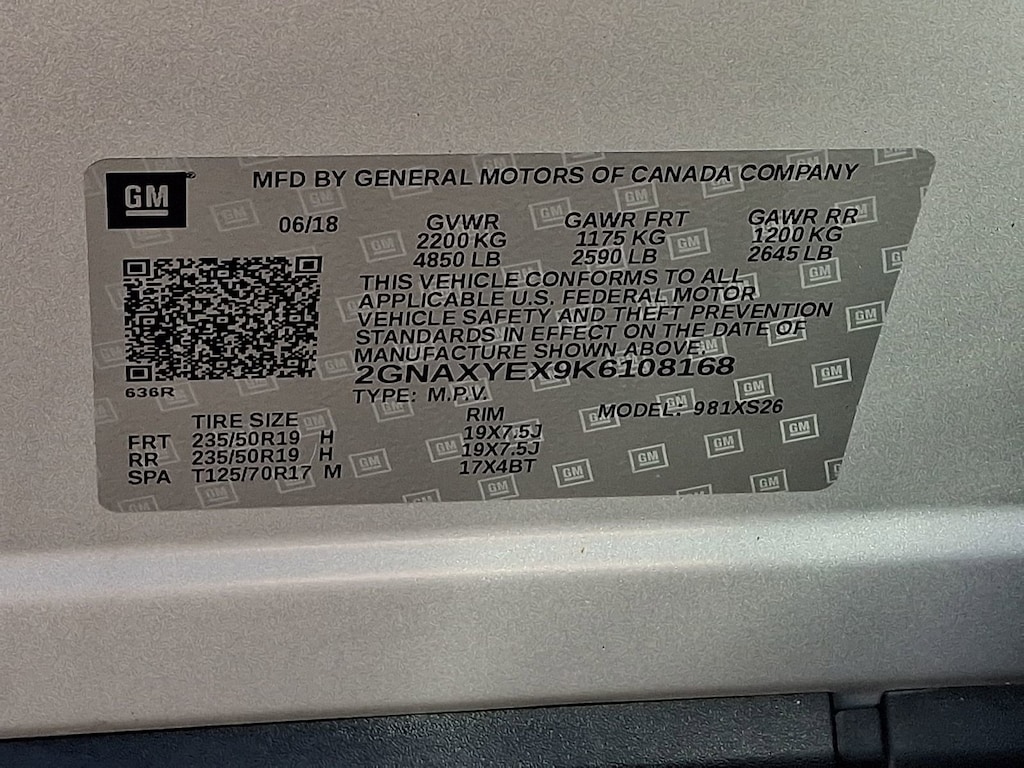 GM
MFD BY GENERAL MOTORS OF CANADA COMPANY
06/18 GVWR GAWR FRT GAWR RR
2200 KG 1175 KG 1200 KG
4850 LB 2590 LB 2645 LB
THIS VEHICLE CONFORMS TO ALL
APPLICABLE U.S. FEDERAL MOTOR
VEHICLE SAFETY AND THEFT PREVENTION
STANDARDS IN EFFECT ON THE DATE OF
MANUFACTURE SHOWN ABOVE.
2GNAXYEX9K6108168
636R
TYPE: M.P.V.
TIRE SIZE RIM MODEL: 981XS26
FRT 235/50R19 H 19X7.5J
RR 235/50R19 H 19X7.5J
SPA T125/70R17 M 17X4BT